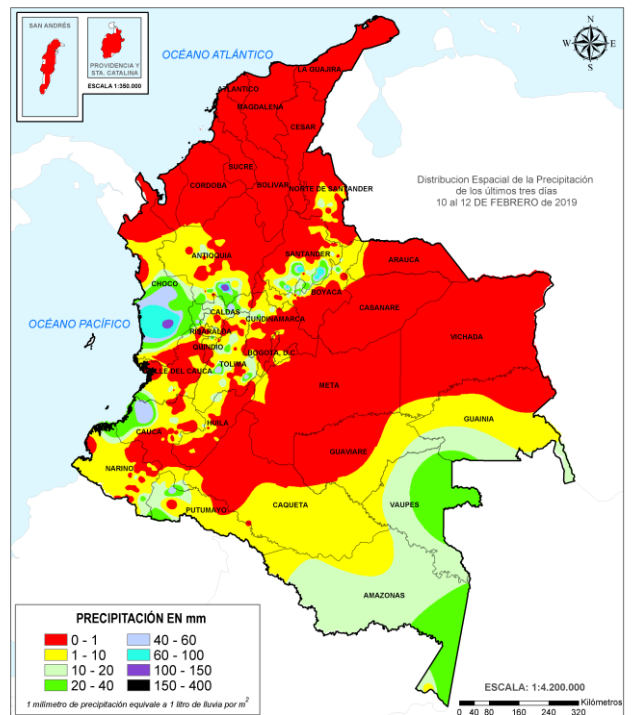 SAN ANDRÉS
PROVIDENCIA Y
STA. CATALINA
ESCALA 1:350.000
OCÉANO ATLÁNTICO
N
W
E
S
LA GUAJIRA
ATLANTICO
MAGDALENA
CESAR
SUCRE
CORDOBA
BOLIVAR
NORTE DE SANTANDER
Distribucion Espacial de la Precipitación
de los últimos tres días
10 al 12 DE FEBRERO de 2019
ANTIOQUIA
SANTANDER
ARAUCA
CHOCO
BOYACA
CASANARE
CALDAS
CUNDINAMARCA
OCÉANO PACÍFICO
RISARALDA
VICHADA
QUINDIO
BOGOTA, D.C.
TOLIMA
VALLE DEL CAUCA
META
GUAINIA
CAUCA
HUILA
GUAVIARE
NARIÑO
CAQUETA
VAUPES
PUTUMAYO
AMAZONAS
PRECIPITACIÓN EN mm
0 - 1
40 - 60
1 - 10
60 - 100
10 - 20
100 - 150
20 - 40
150 - 400
1 milímetro de precipitación equivale a 1 litro de lluvia por m2
ESCALA: 1:4.200.000
Kilómetros
0 40 80 160 240 320